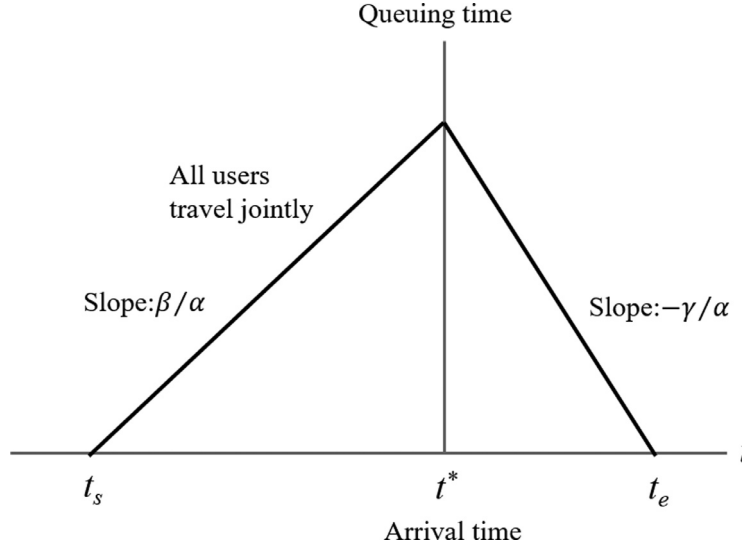 Queuing time
All users
travel jointly
Slope:β/α
Slope:−γ/α
t_s
t*
t_e
Arrival time